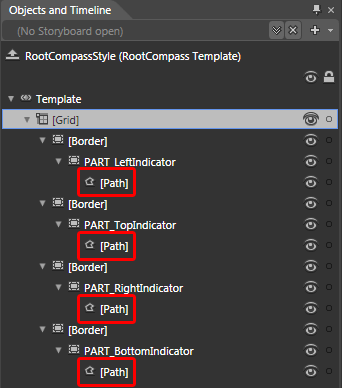 Objects and Timeline
(No Storyboard open)
RootCompassStyle (RootCompass Template)
Template
[Grid]
[Border]
PART_LeftIndicator
[Path]
[Border]
PART_TopIndicator
[Path]
[Border]
PART_RightIndicator
[Path]
[Border]
PART_BottomIndicator
[Path]